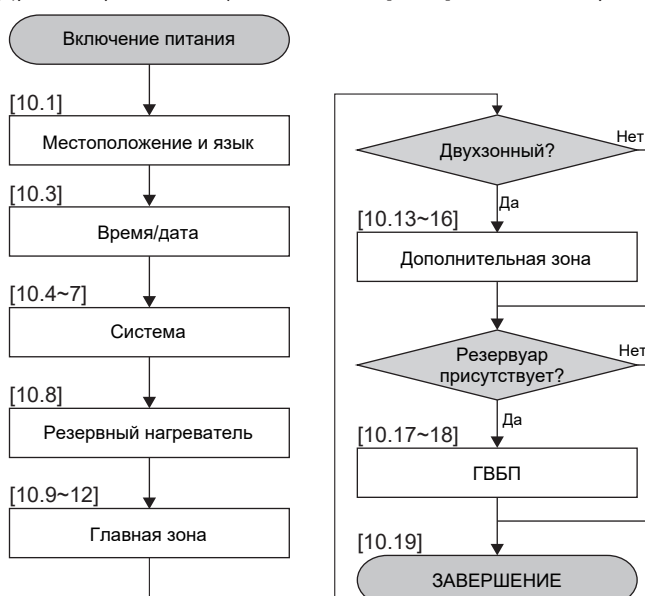 Включение питания
[10.1]
Местоположение и язык
[10.3]
Время/дата
[10.4~7]
Система
[10.8]
Резервный нагреватель
[10.9~12]
Главная зона
Двухзонный?
Нет
Да
[10.13~16]
Дополнительная зона
Резервуар
присутствует?
Нет
Да
[10.17~18]
ГВБП
[10.19]
ЗАВЕРШЕНИЕ